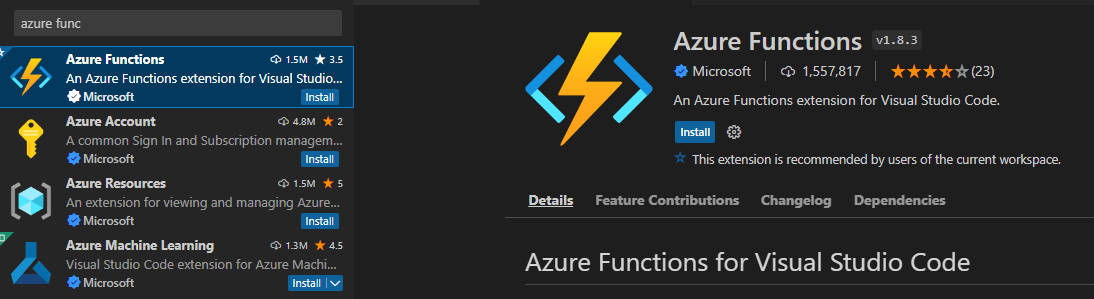 azure func
Azure Functions 1.5M 3.5
An Azure Functions extension for Visual Studio...
Microsoft Install
Azure Account 4.8M 2
A common Sign In and Subscription managem...
Microsoft Install
Azure Resources 1.5M 5
An extension for viewing and managing Azure...
Microsoft Install
Azure Machine Learning 1.3M 4.5
Visual Studio Code extension for Azure Machi...
Microsoft Install
Azure Functions v1.8.3
Microsoft 1,557,817 (23)
An Azure Functions extension for Visual Studio Code.
Install
This extension is recommended by users of the current workspace.
Details Feature Contributions Changelog Dependencies
Azure Functions for Visual Studio Code